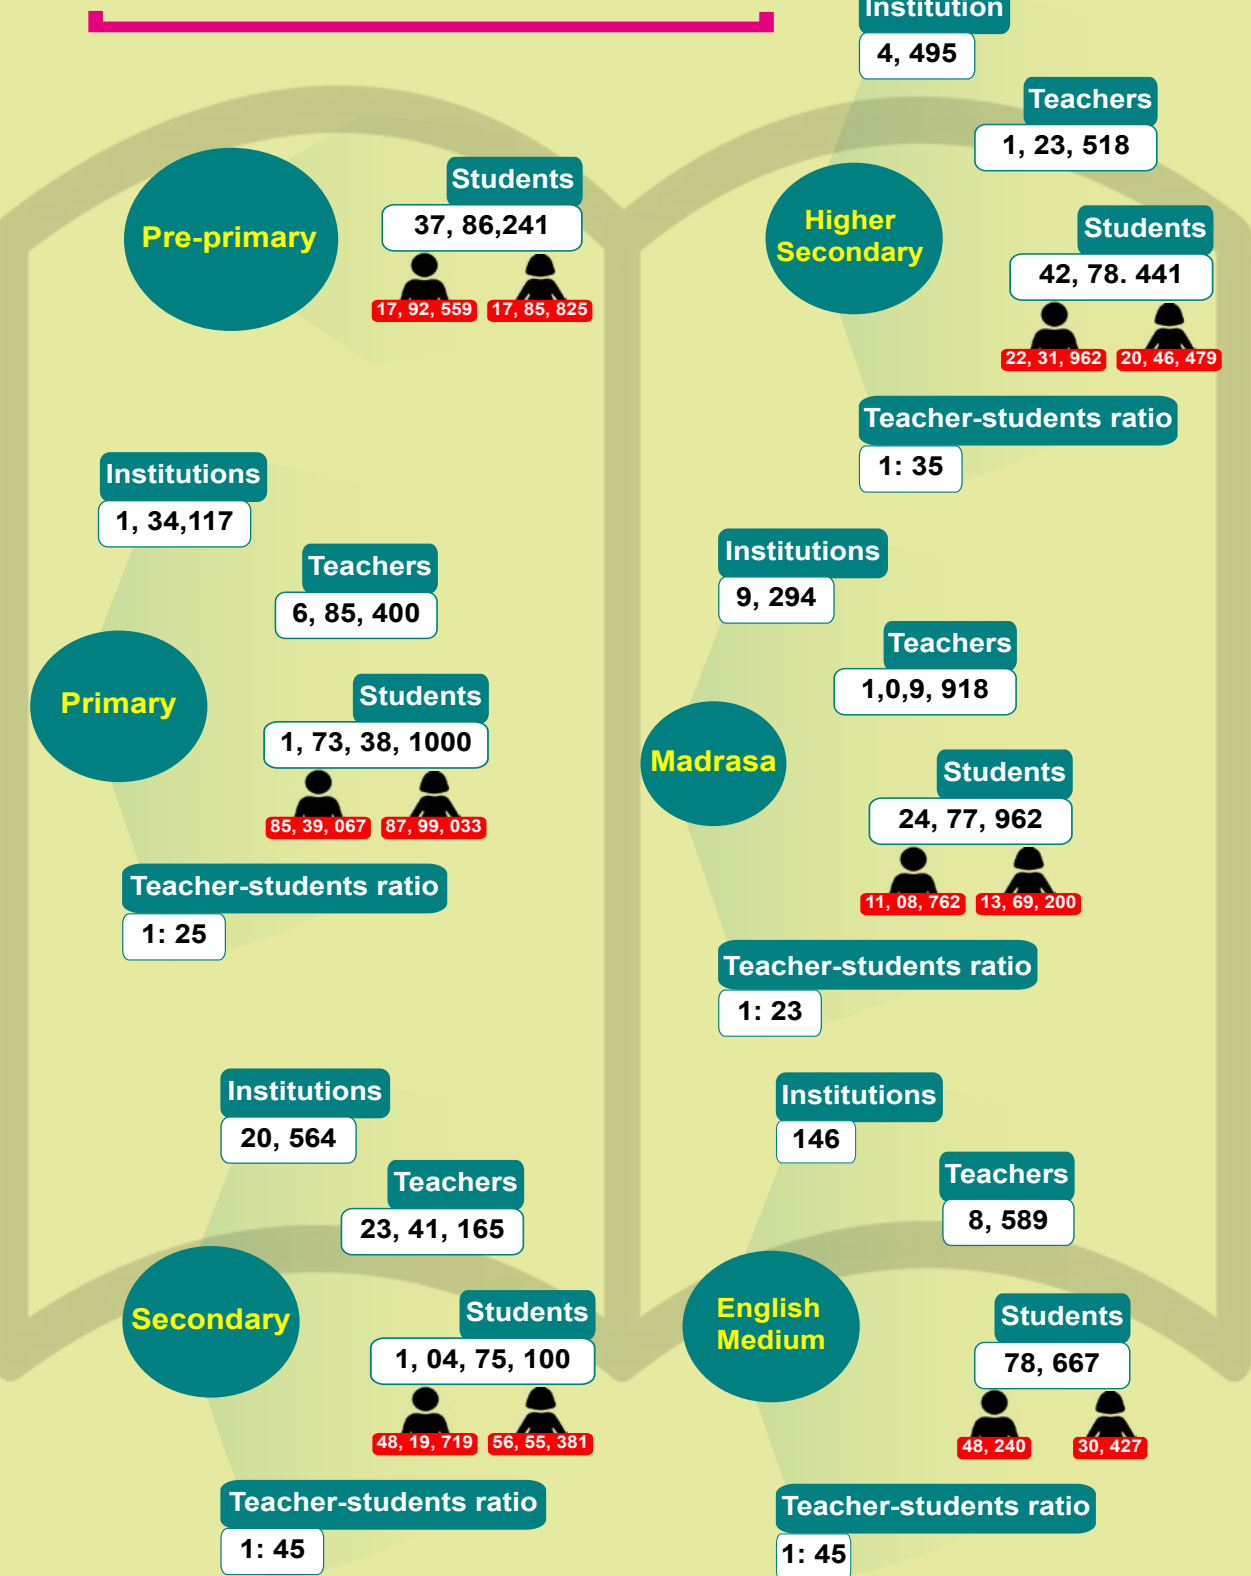 Pre-primary
Students
37, 86,241
17, 92, 559
17, 85, 825
Institutions
1, 34,117
Teachers
6, 85, 400
Primary
Students
1, 73, 38, 1000
85, 39, 067
87, 99, 033
Teacher-students ratio
1: 25
Institutions
20, 564
Teachers
23, 41, 165
Secondary
Students
1, 04, 75, 100
48, 19, 719
56, 55, 381
Teacher-students ratio
1: 45
Institution
4, 495
Teachers
1, 23, 518
Higher
Secondary
Students
42, 78. 441
22, 31, 962
20, 46, 479
Teacher-students ratio
1: 35
Institutions
9, 294
Teachers
1,0,9, 918
Madrasa
Students
24, 77, 962
11, 08, 762
13, 69, 200
Teacher-students ratio
1: 23
Institutions
146
Teachers
8, 589
English
Medium
Students
78, 667
48, 240
30, 427
Teacher-students ratio
1: 45